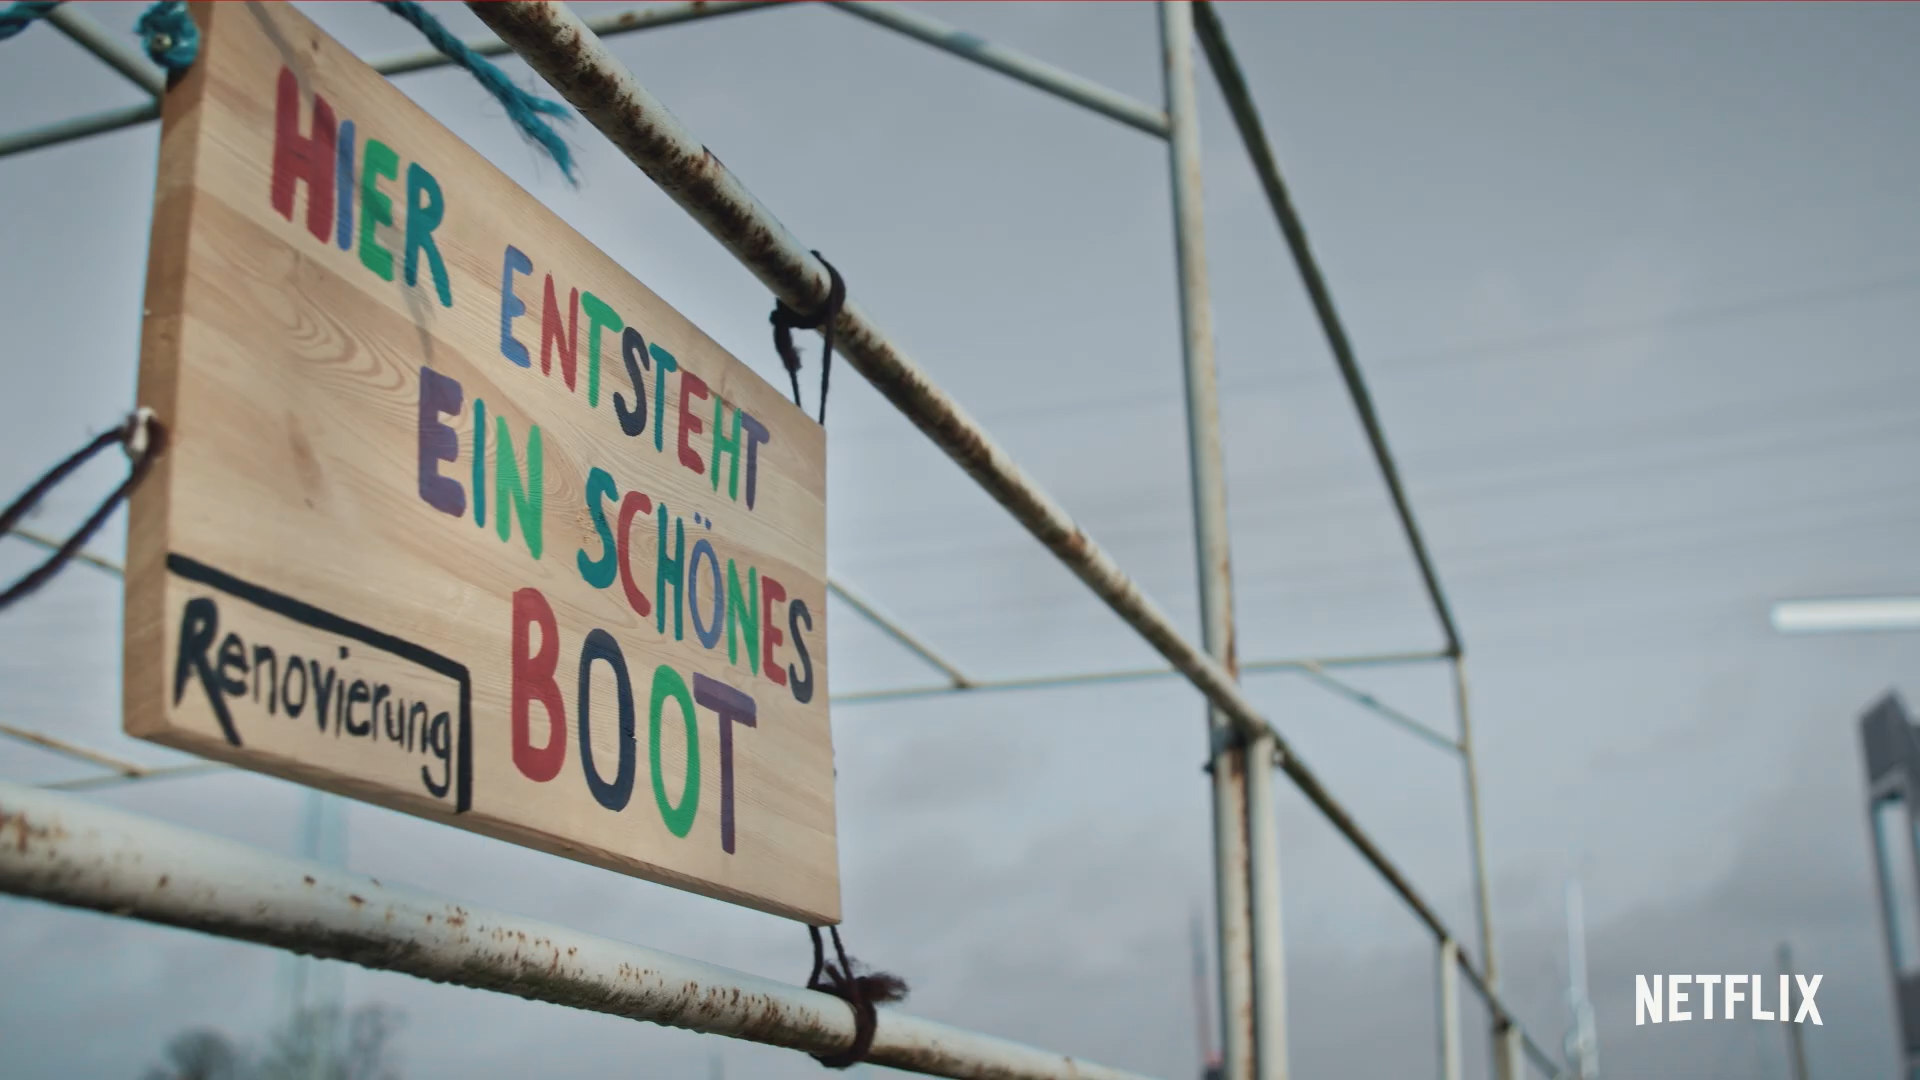 HIER ENTSTEHT
EIN SCHÖNES
BOOT
Renovierung
NETFLIX